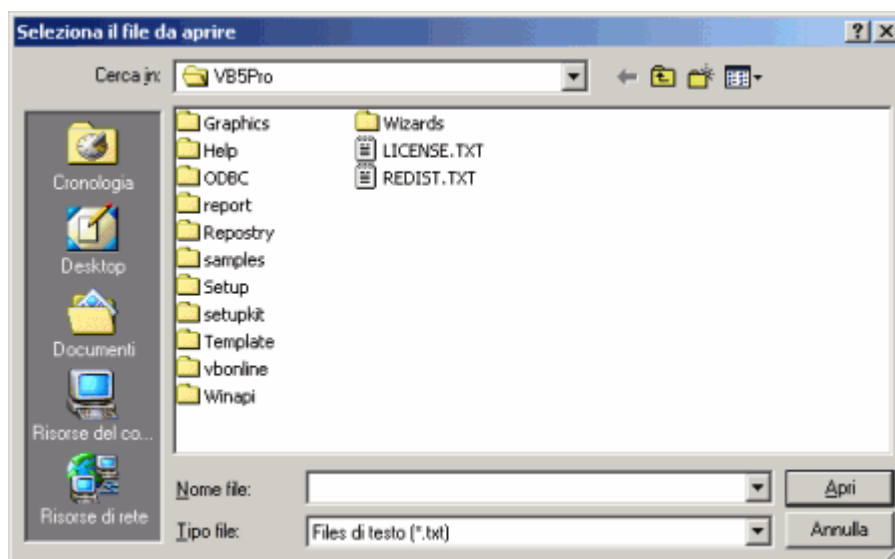 Seleziona il file da aprire
Cerca in: VB5Pro
Cronologia
Desktop
Documenti
Risorse del co...
Risorse di rete
Graphics
Help
ODBC
report
Repostry
samples
Setup
setupkit
Template
vbonline
Winapi
Wizards
LICENSE.TXT
REDIST.TXT
Nome file:
Apri
Tipo file: Files di testo (*.txt)
Annulla